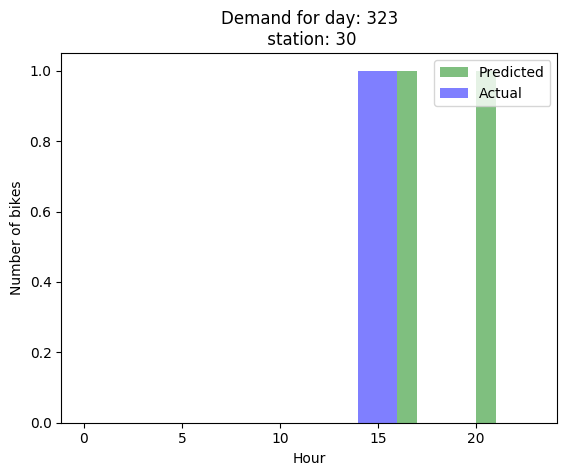 Demand for day: 323
station: 30
Predicted
Actual
Number of bikes
1.0
0.8
0.6
0.4
0.2
0.0
0 5 10 15 20
Hour